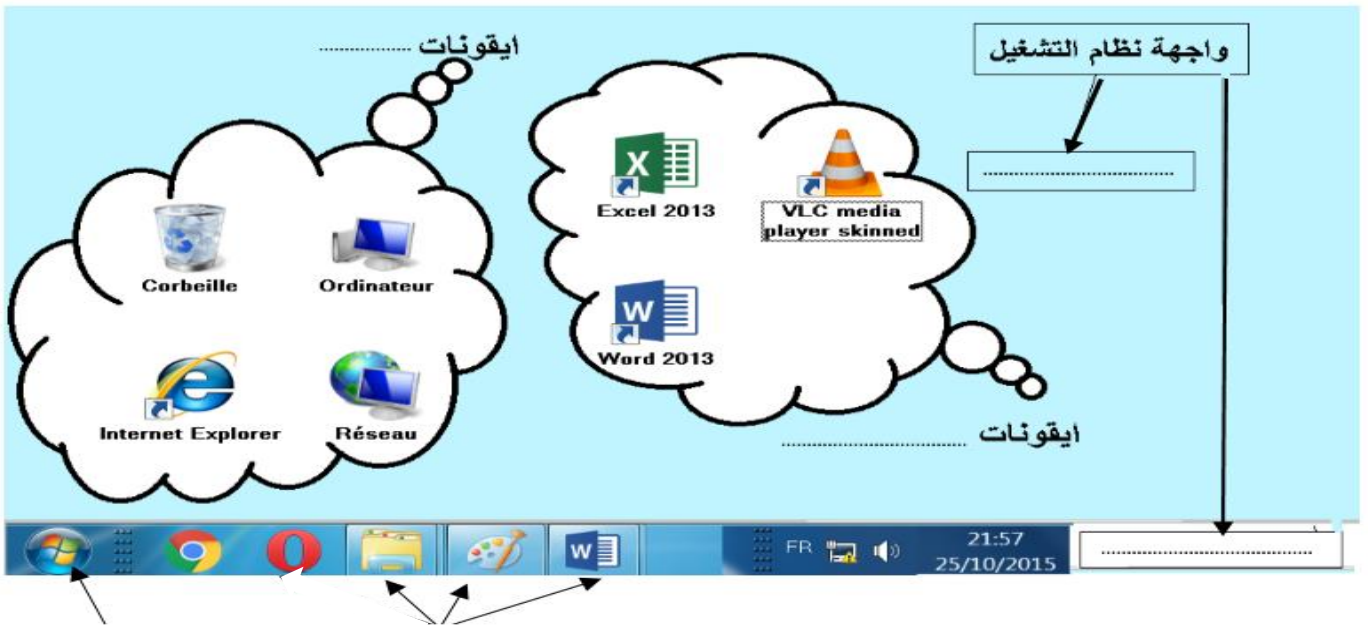 ايقونات ..............
واجهة نظام التشغيل
..............................
Excel 2013
VLC media
player skinned
Corbeille
Ordinateur
Word 2013
Internet Explorer
Réseau
ايقونات ..............................
FR
21:57
25/10/2015
..................................